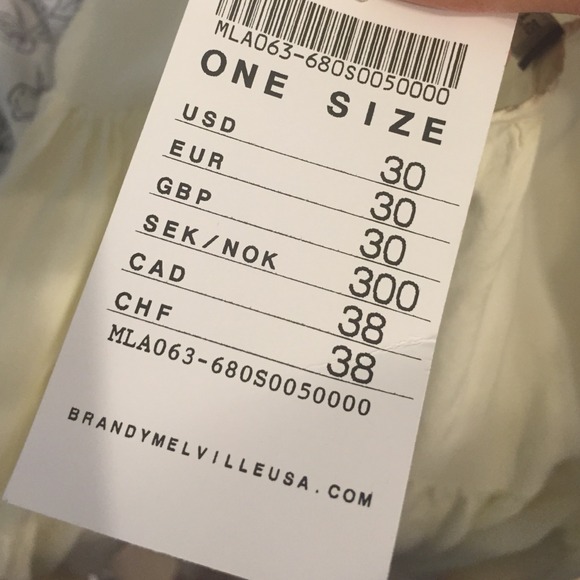 MLA063-680S0050000
ONE SIZE
USD 30
EUR 30
GBP 30
SEK/NOK 300
CAD 38
CHF 38
MLA063-680S0050000
BRANDYMELVILLEUSA.COM